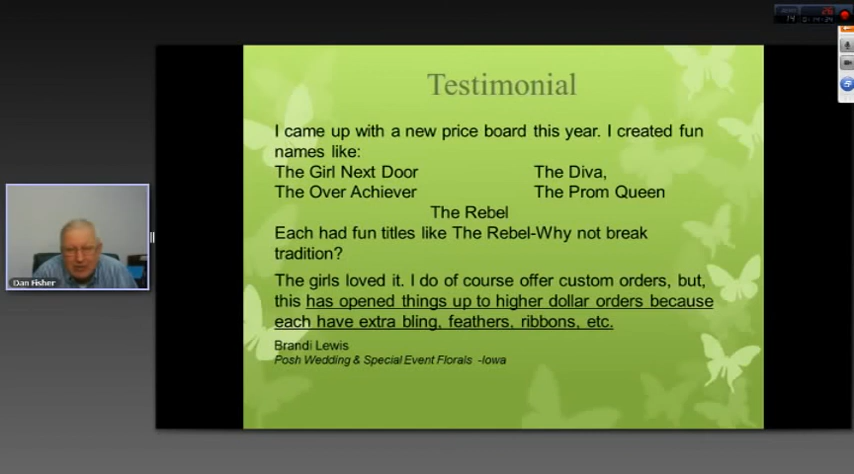 Testimonial
I came up with a new price board this year. I created fun
names like:
The Girl Next Door The Diva,
The Over Achiever The Prom Queen
The Rebel
Each had fun titles like The Rebel-Why not break
tradition?
The girls loved it. I do of course offer custom orders, but,
this has opened things up to higher dollar orders because
each have extra bling, feathers, ribbons, etc.
Brandi Lewis
Posh Wedding & Special Event Florals -Iowa
Dan Fisher